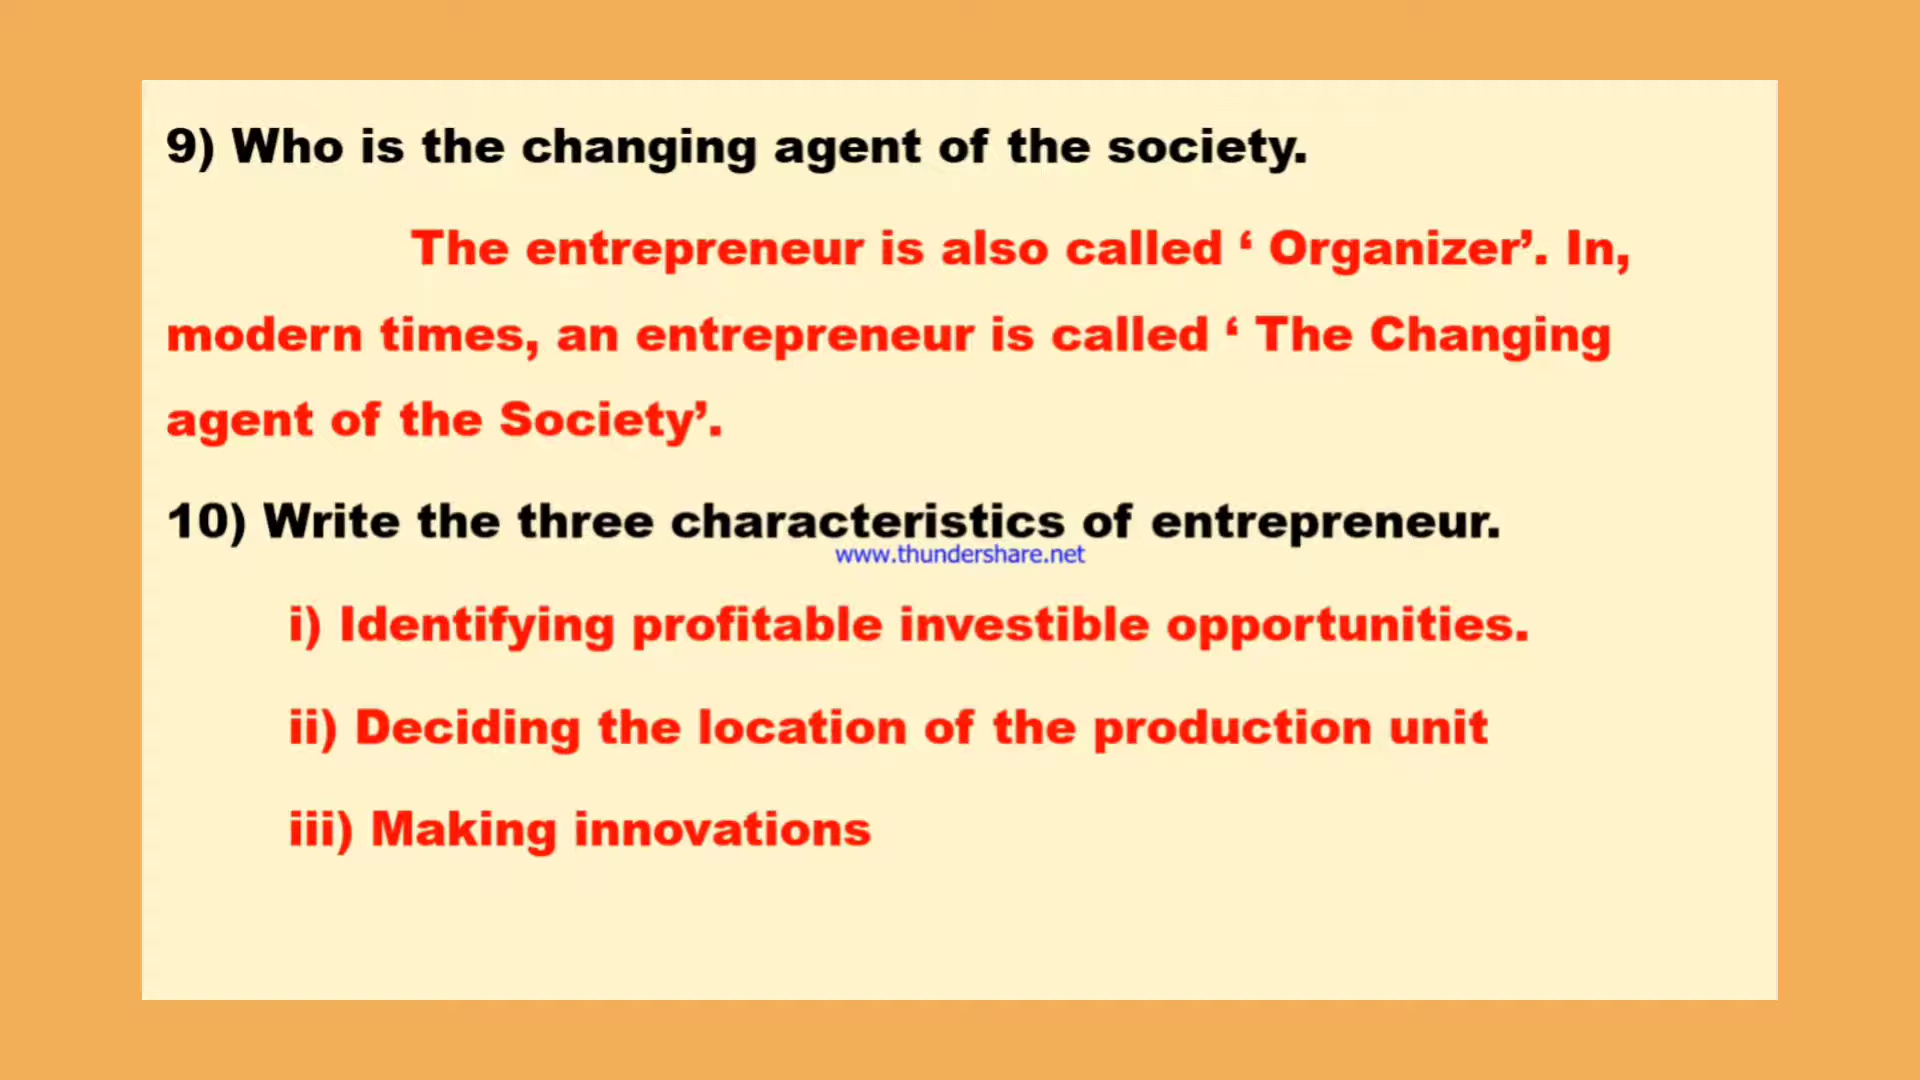 9) Who is the changing agent of the society.
The entrepreneur is also called ‘ Organizer’. In,
modern times, an entrepreneur is called ‘ The Changing
agent of the Society’.
10) Write the three characteristics of entrepreneur.
www.thundershare.net
i) Identifying profitable investible opportunities.
ii) Deciding the location of the production unit
iii) Making innovations